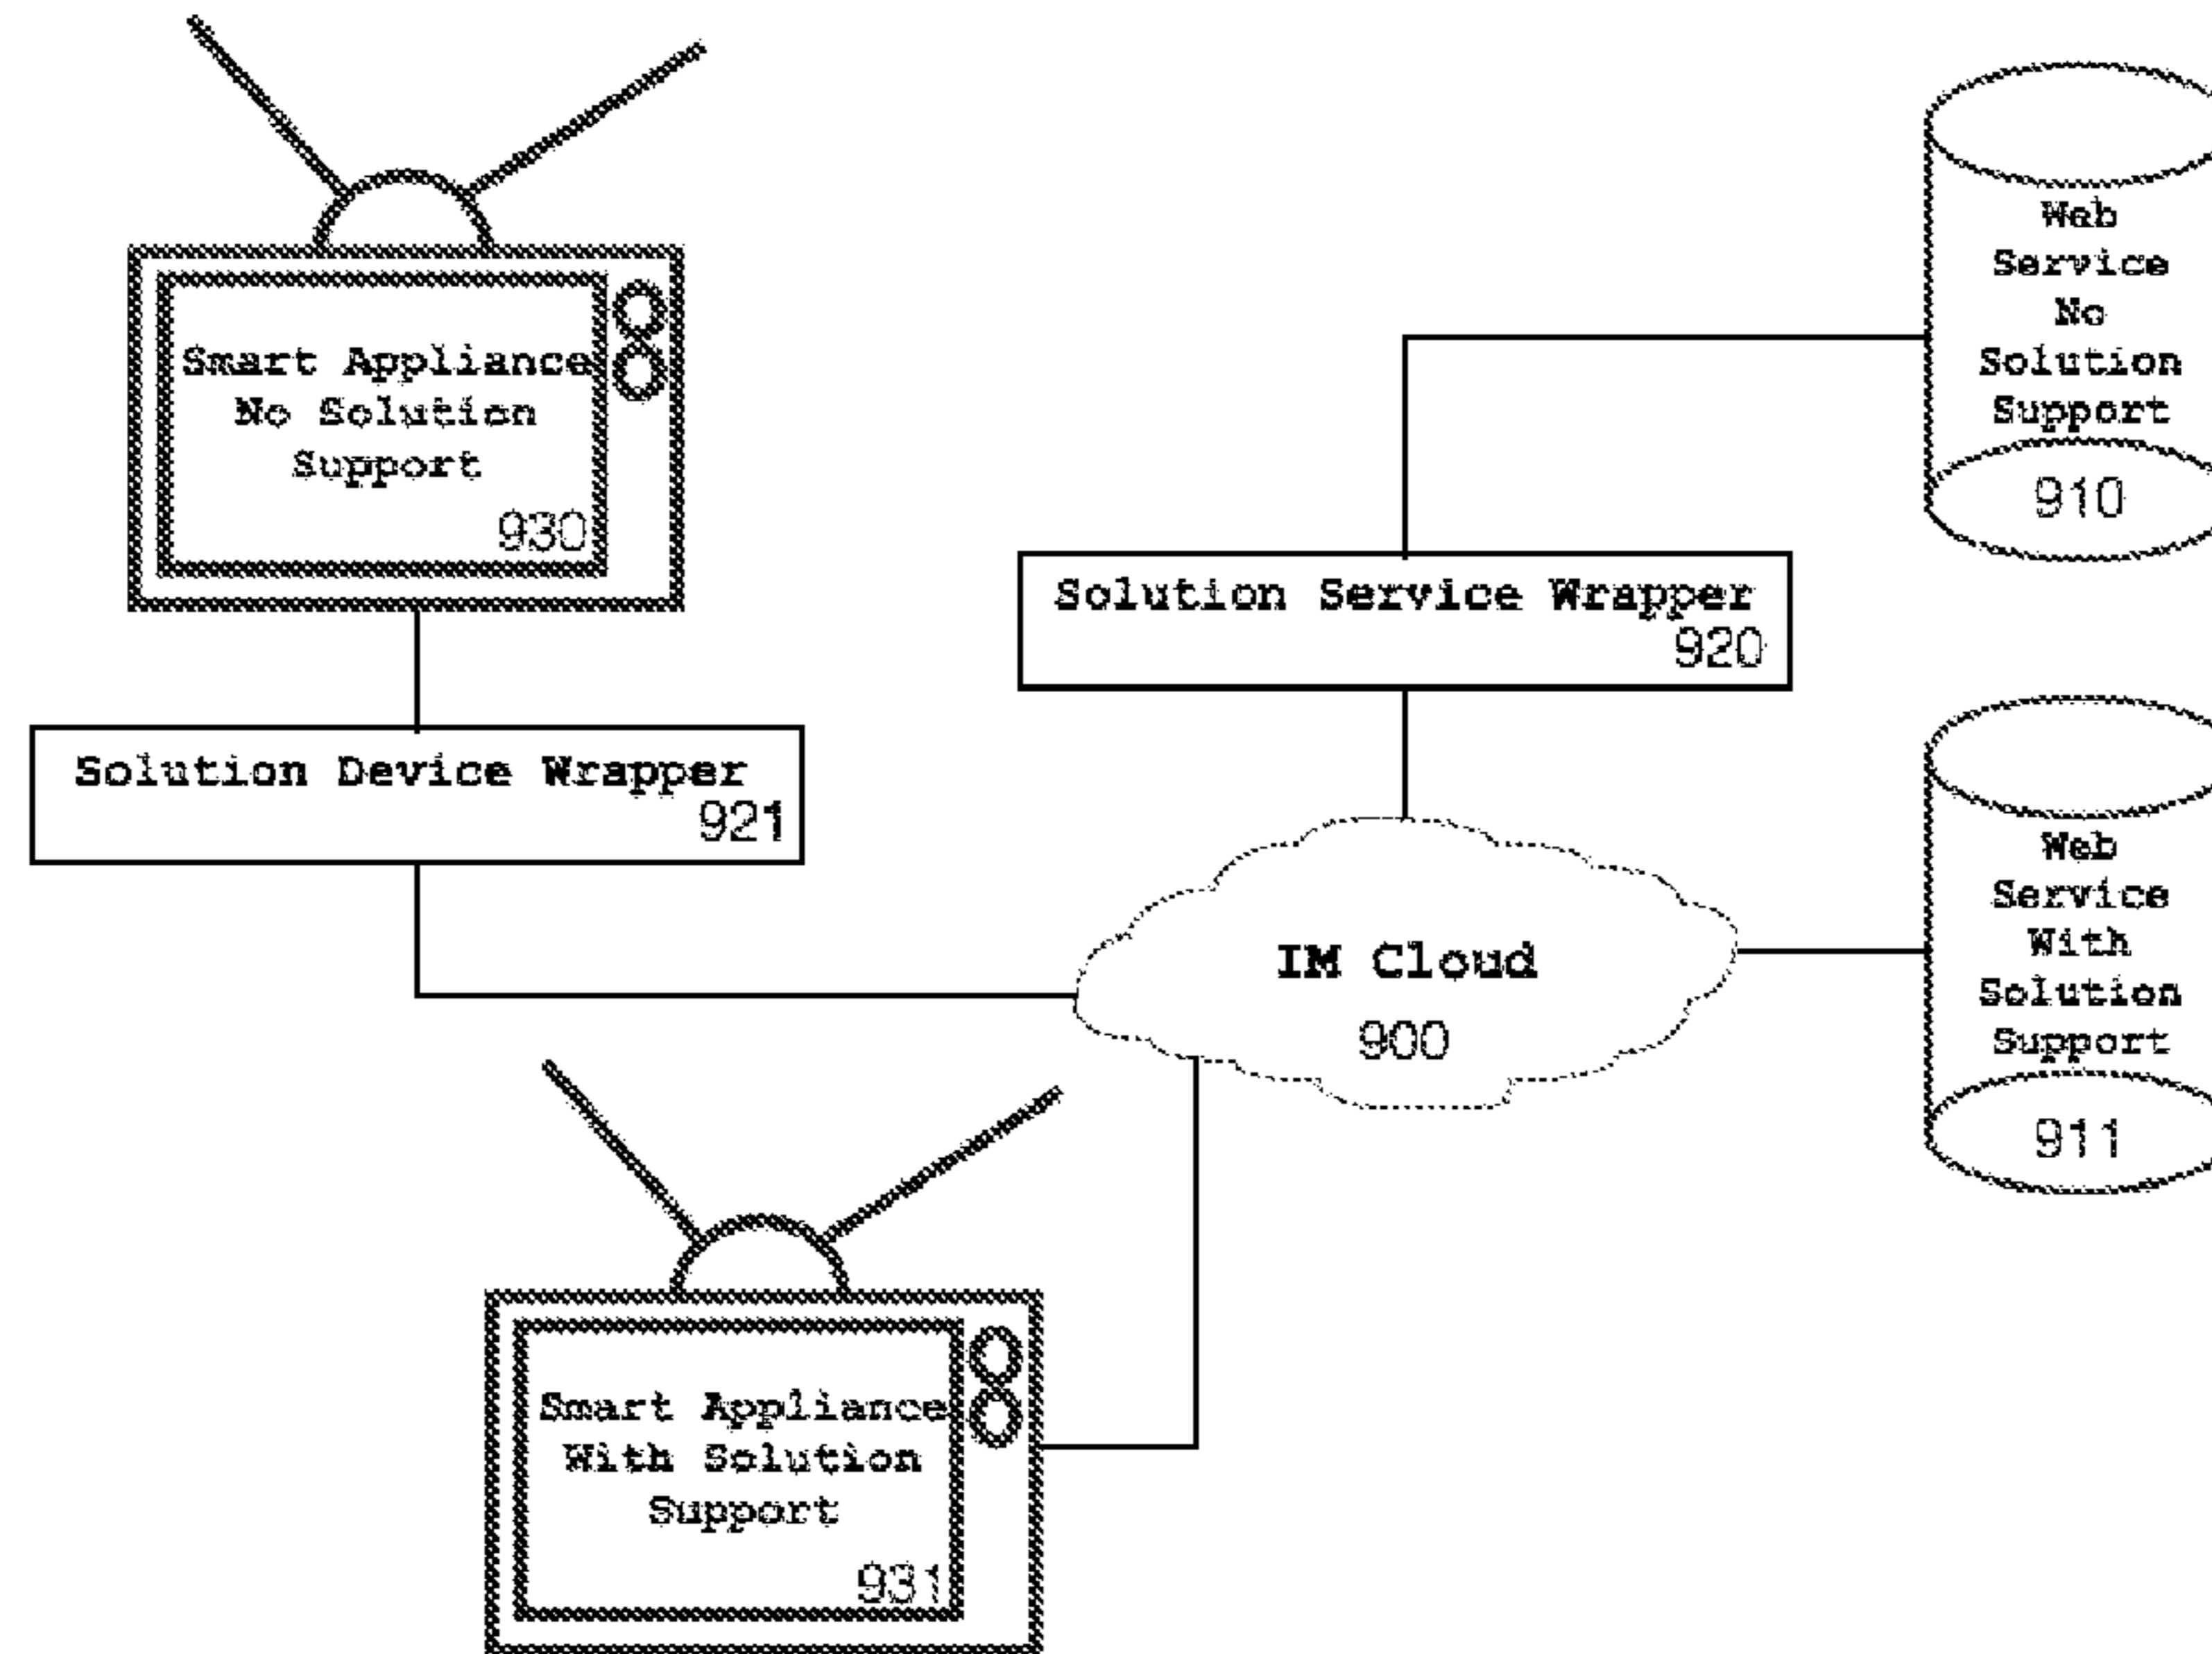 Smart Appliance
No Solution
Support
930
Web
Service
No
Solution
Support
910
Solution Service Wrapper
920
Solution Device Wrapper
921
IM Cloud
900
Web
Service
With
Solution
Support
911
Smart Appliance
With Solution
Support
931